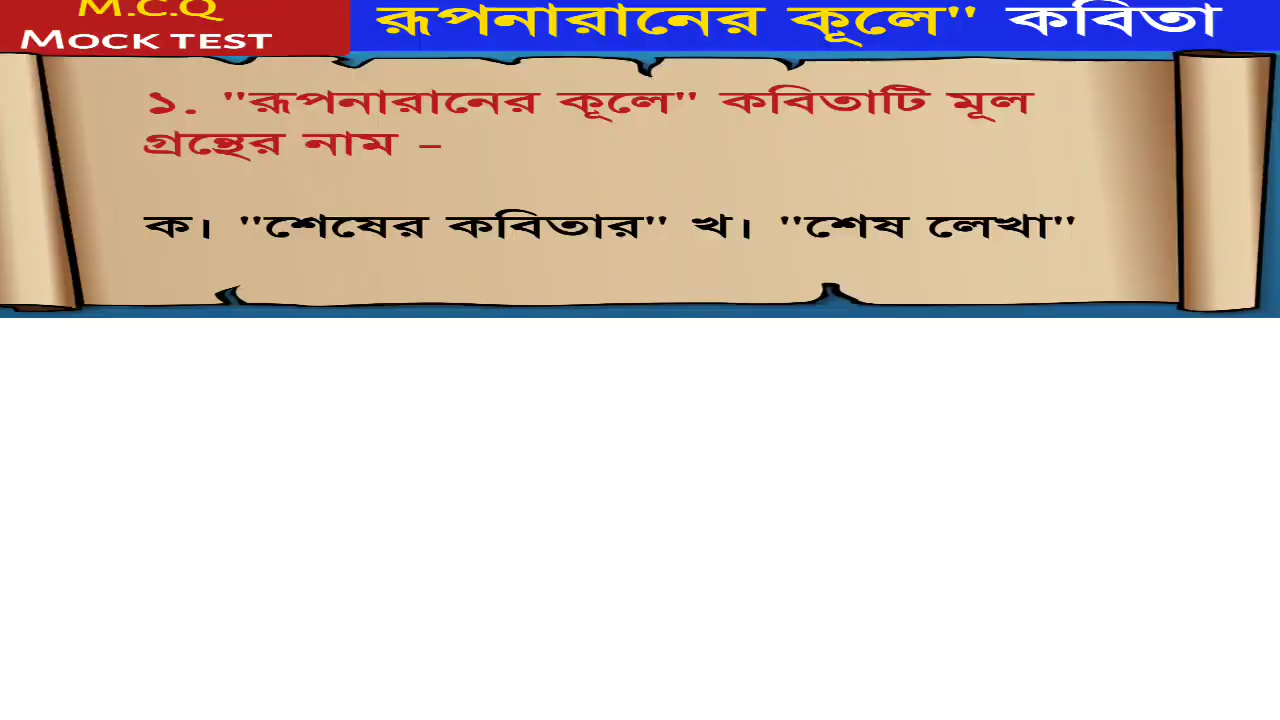 M.C.Q
MOCK TEST
রূপনারানের কূলে" কবিতা
১. "রূপনারানের কূলে" কবিতাটি মূল
গ্রন্থের নাম –
ক। "শেষের কবিতার" খ। "শেষ লেখা"